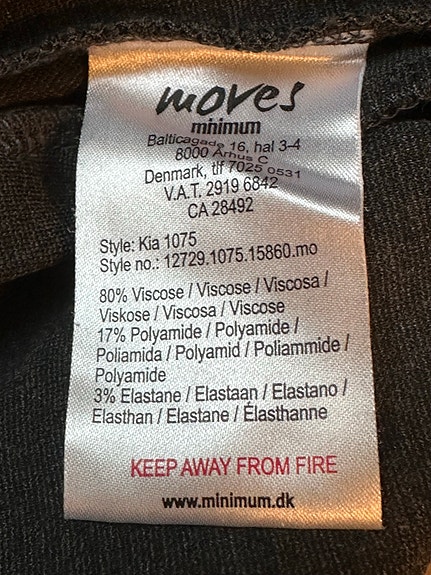 moves
minimum
Balticagade 16, hal 3-4
8000 Århus C
Denmark, tlf 7025 0531
V.A.T. 2919 6842
CA 28492
Style: Kia 1075
Style no.: 12729.1075.15860.mo
80% Viscose / Viscose / Viscosa /
Viskose / Viscosa / Viscose
17% Polyamide / Polyamide /
Poliamida / Polyamid / Poliammide /
Polyamide
3% Elastane / Elastaan / Elastano /
Elasthan / Elastane / Élasthanne
KEEP AWAY FROM FIRE
www.minimum.dk